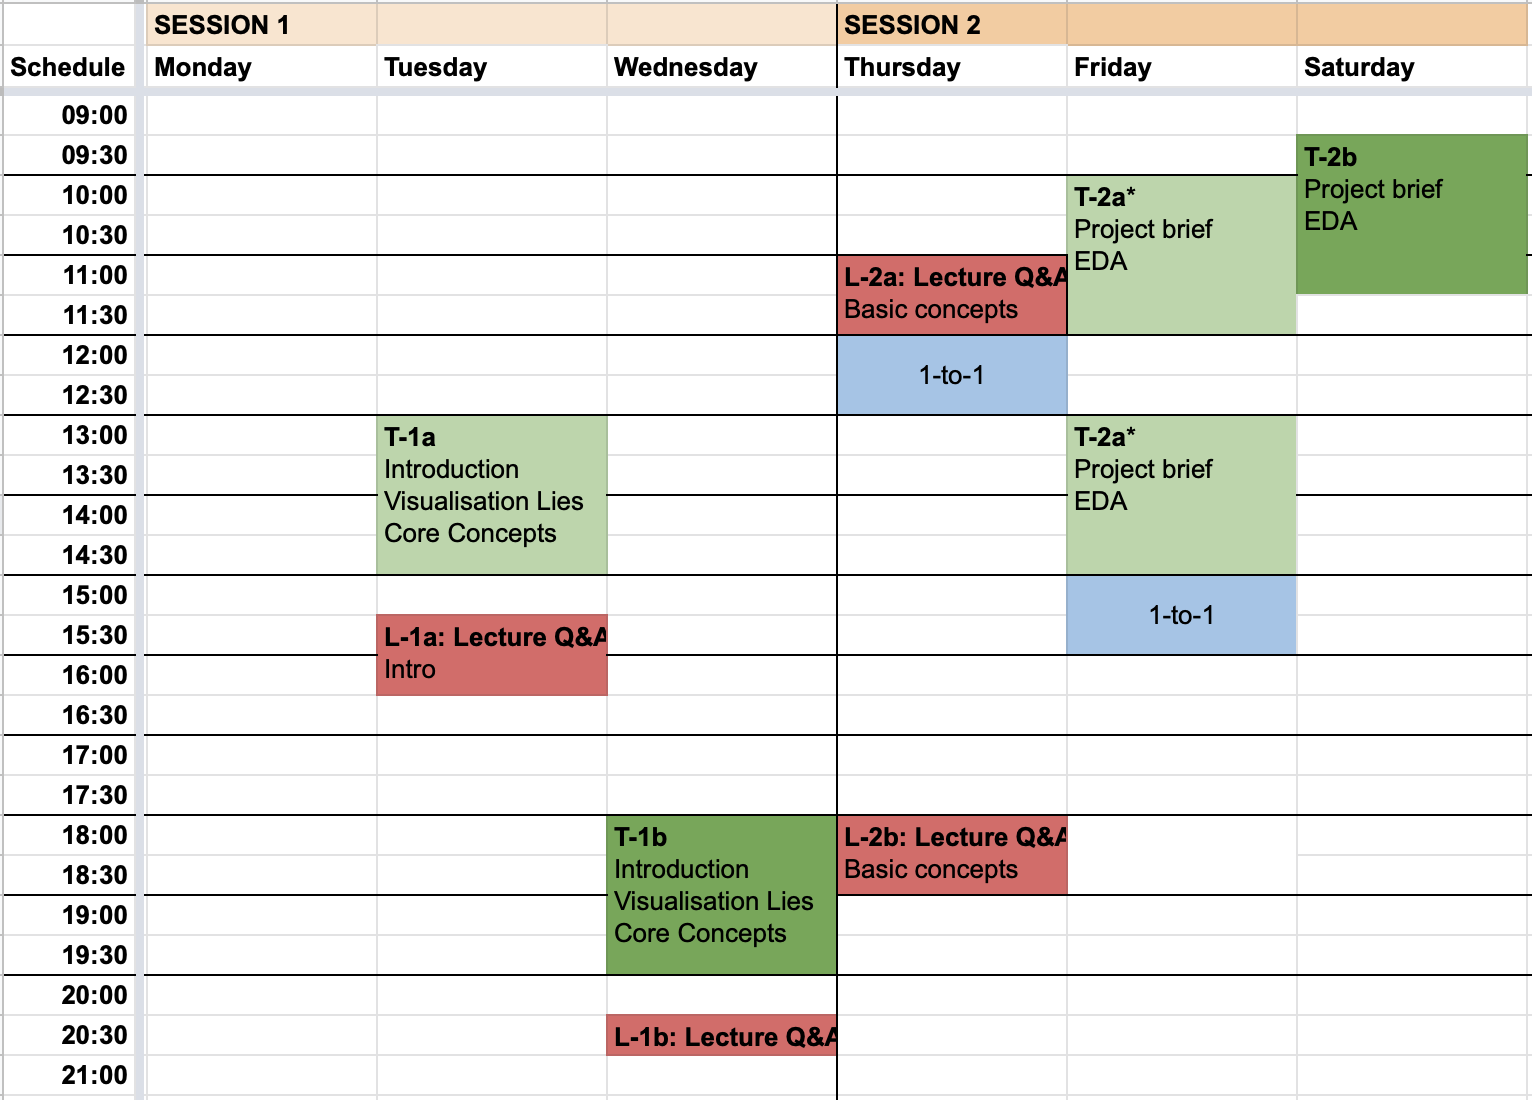 SESSION 1 SESSION 2
Schedule Monday Tuesday Wednesday Thursday Friday Saturday
09:00
09:30 T-2b
Project brief
EDA
10:00 T-2a*
Project brief
EDA
10:30
11:00 L-2a: Lecture Q&A
Basic concepts
11:30
12:00
1-to-1
12:30
13:00 T-1a T-2a*
Introduction Project brief
Visualisation Lies EDA
Core Concepts
13:30
14:00
14:30
15:00
1-to-1
15:30 L-1a: Lecture Q&A
Intro
16:00
16:30
17:00
17:30
18:00 T-1b L-2b: Lecture Q&A
Introduction Basic concepts
Visualisation Lies
Core Concepts
18:30
19:00
19:30
20:00
20:30 L-1b: Lecture Q&A
21:00